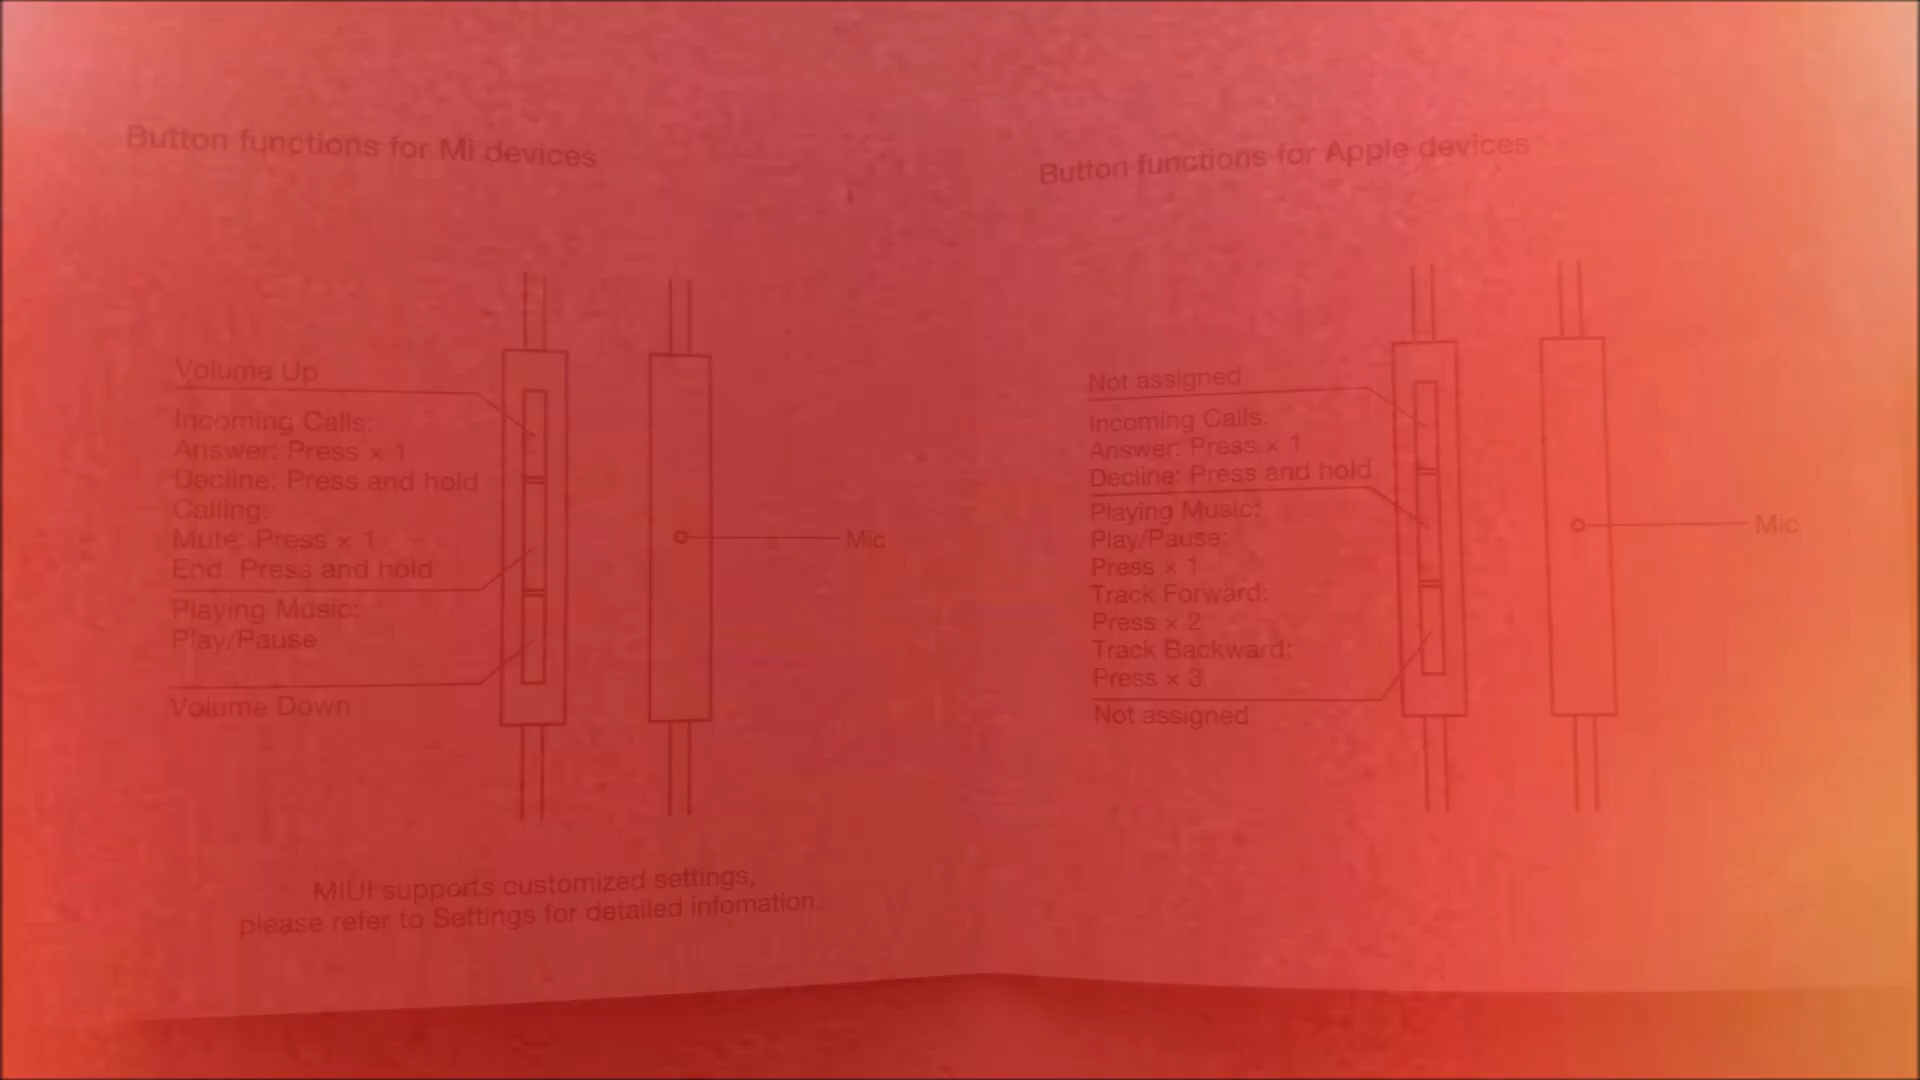 Button functions for Mi devices
Volume Up
Incoming Calls:
Answer: Press × 1
Decline: Press and hold
Calling:
Mute: Press × 1
End: Press and hold
Playing Music:
Play/Pause
Volume Down
Mic
MIUI supports customized settings,
please refer to Settings for detailed infomation.
Button functions for Apple devices
Not assigned
Incoming Calls:
Answer: Press × 1
Decline: Press and hold
Playing Music:
Play/Pause:
Press × 1
Track Forward:
Press × 2
Track Backward:
Press × 3
Not assigned
Mic